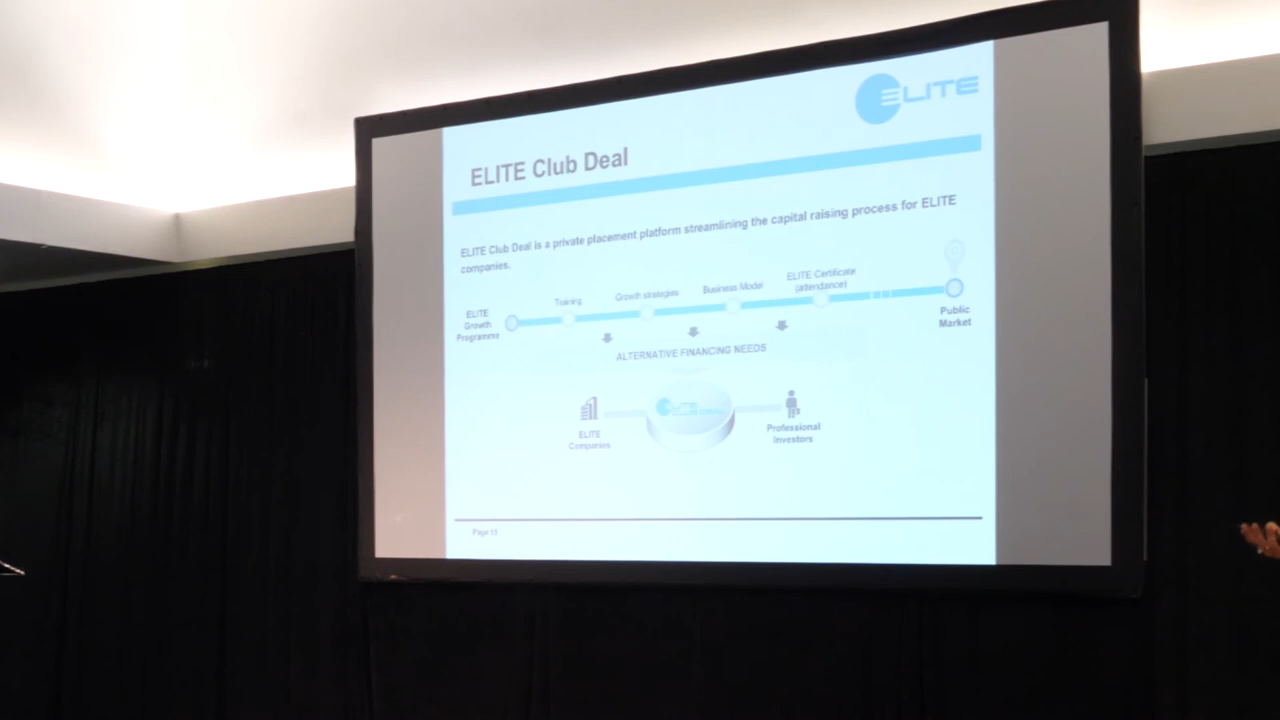 ELITE
ELITE Club Deal
ELITE Club Deal is a private placement platform streamlining the capital raising process for ELITE
companies.
ELITE
Growth
Programme
Training
Growth strategies
Business Model
ELITE Certificate
(attendance)
Public
Market
ALTERNATIVE FINANCING NEEDS
ELITE
Companies
Professional
Investors
Page 13